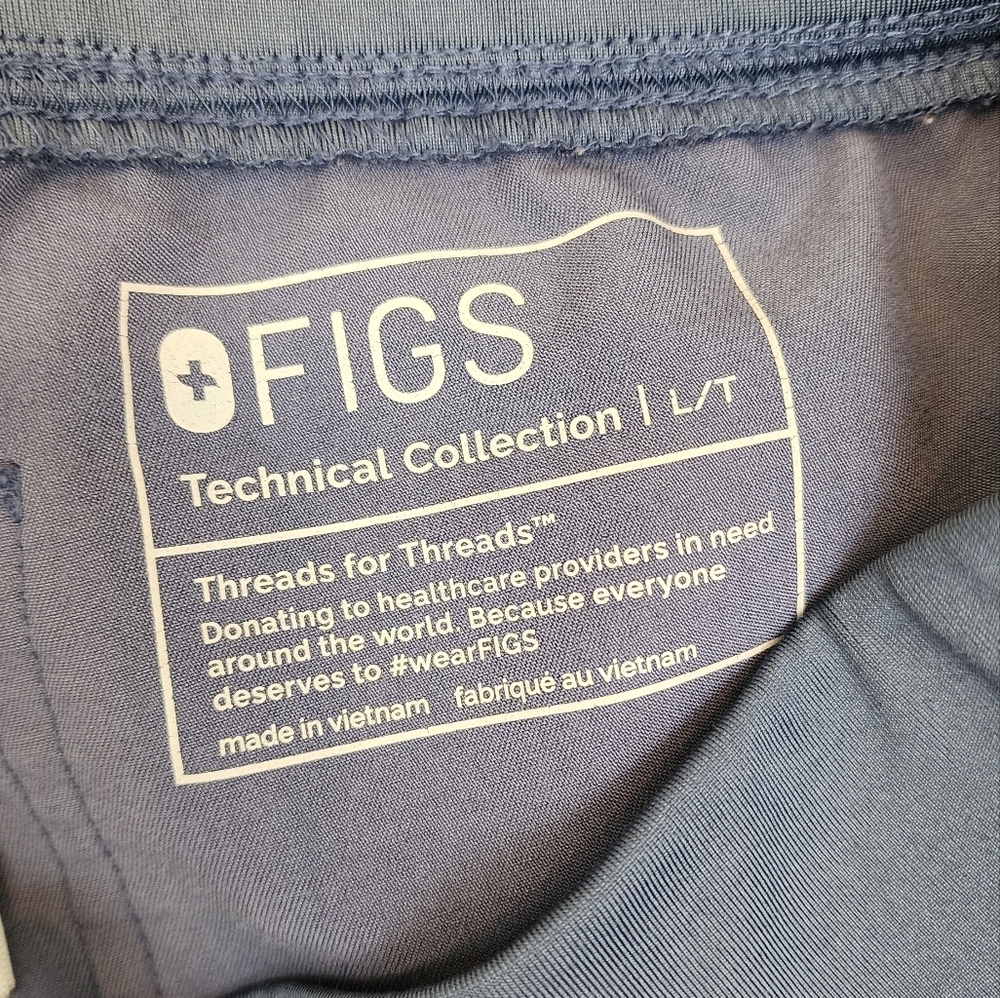 FIGS
Technical Collection | L/T
Threads for Threads™
Donating to healthcare providers in need
around the world. Because everyone
deserves to #wearFIGS
made in vietnam fabriqué au vietnam